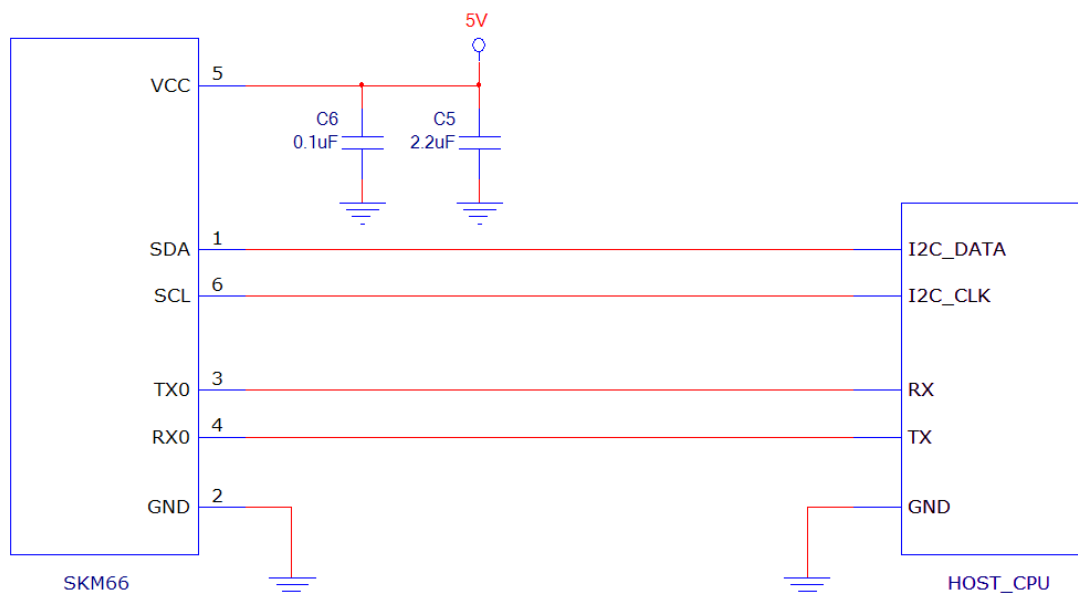 5V
VCC 5
C6
0.1uF
C5
2.2uF
SDA 1 I2C_DATA
SCL 6 I2C_CLK
TX0 3 RX
RX0 4 TX
GND 2 GND
SKM66 HOST_CPU